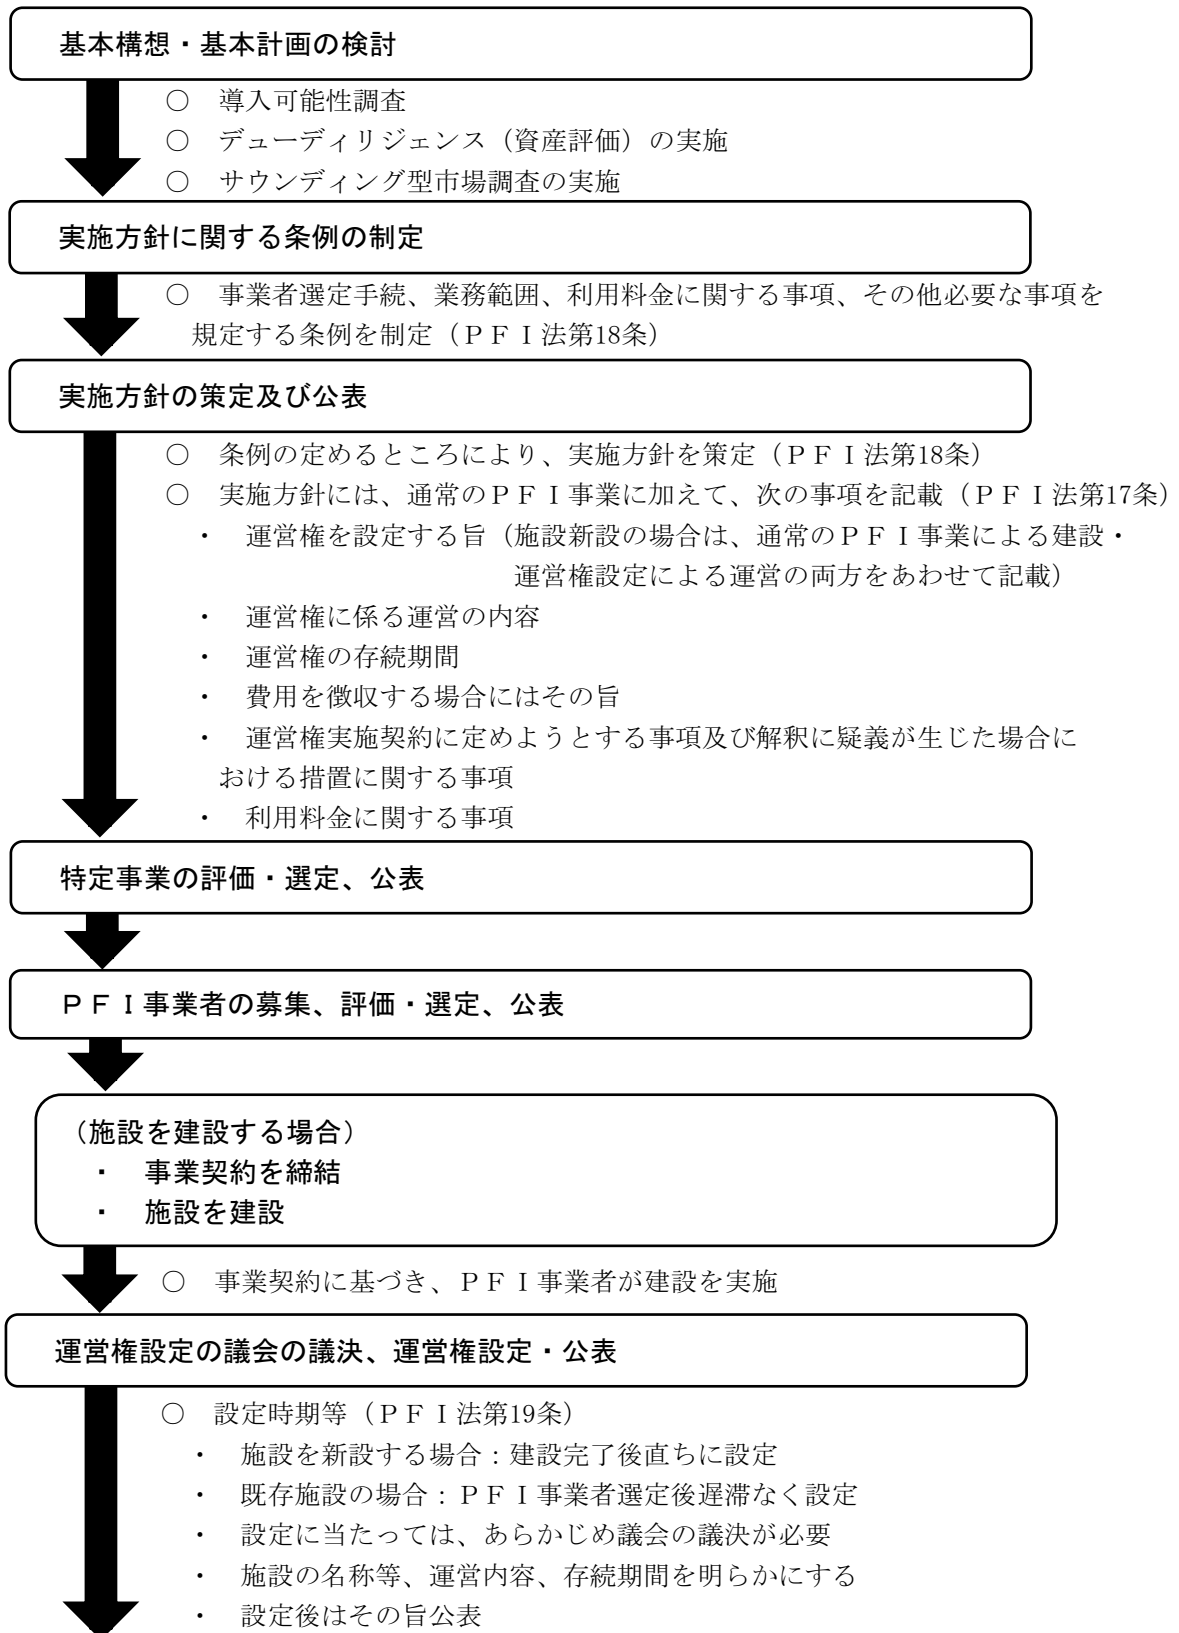 基本構想・基本計画の検討
○ 導入可能性調査
○ デューディリジェンス（資産評価）の実施
○ サウンディング型市場調査の実施
実施方針に関する条例の制定
○ 事業者選定手続、業務範囲、利用料金に関する事項、その他必要な事項を
規定する条例を制定（ＰＦＩ法第18条）
実施方針の策定及び公表
○ 条例の定めるところにより、実施方針を策定（ＰＦＩ法第18条）
○ 実施方針には、通常のＰＦＩ事業に加えて、次の事項を記載（ＰＦＩ法第17条）
・ 運営権を設定する旨（施設新設の場合は、通常のＰＦＩ事業による建設・
運営権設定による運営の両方をあわせて記載）
・ 運営権に係る運営の内容
・ 運営権の存続期間
・ 費用を徴収する場合にはその旨
・ 運営権実施契約に定めようとする事項及び解釈に疑義が生じた場合に
おける措置に関する事項
・ 利用料金に関する事項
特定事業の評価・選定、公表
ＰＦＩ事業者の募集、評価・選定、公表
（施設を建設する場合）
・ 事業契約を締結
・ 施設を建設
○ 事業契約に基づき、ＰＦＩ事業者が建設を実施
運営権設定の議会の議決、運営権設定・公表
○ 設定時期等（ＰＦＩ法第19条）
・ 施設を新設する場合：建設完了後直ちに設定
・ 既存施設の場合：ＰＦＩ事業者選定後遅滞なく設定
・ 設定に当たっては、あらかじめ議会の議決が必要
・ 施設の名称等、運営内容、存続期間を明らかにする
・ 設定後はその旨公表